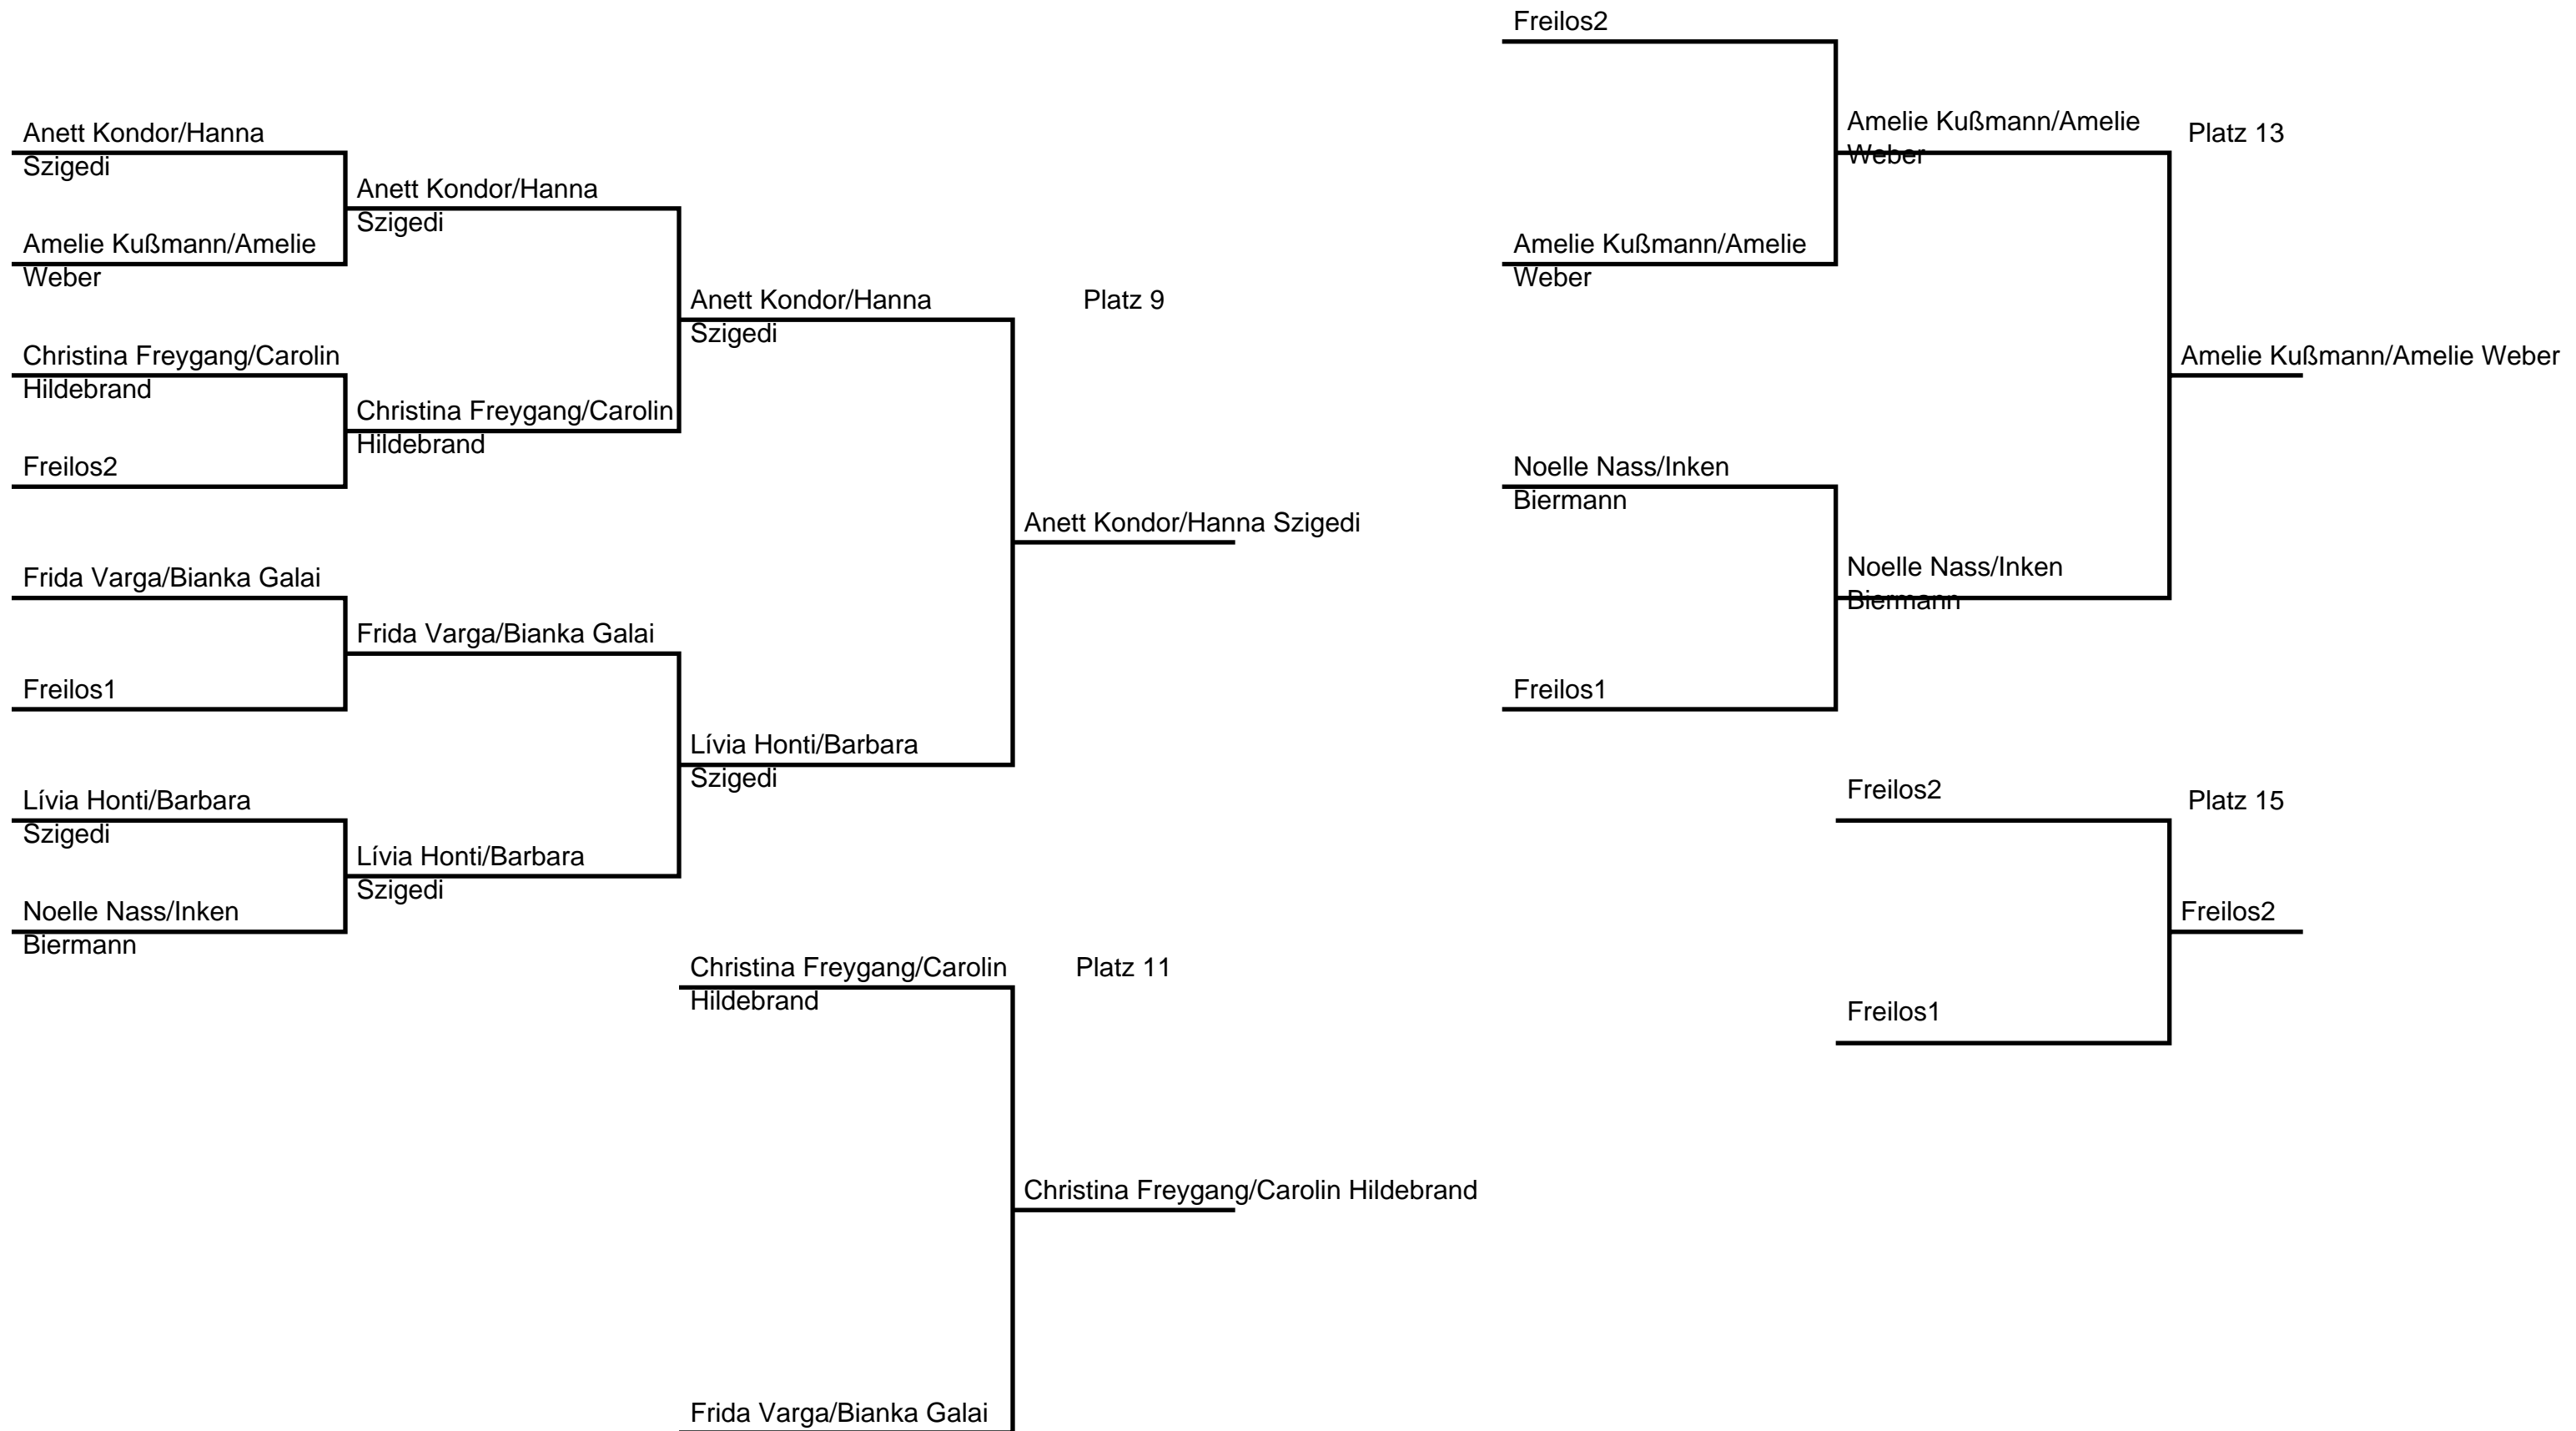 Anett Kondor/Hanna
Szigedi
Amelie Kußmann/Amelie
Weber
Christina Freygang/Carolin
Hildebrand
Freilos2
Frida Varga/Bianka Galai
Freilos1
Lívia Honti/Barbara
Szigedi
Noelle Nass/Inken
Biermann
Anett Kondor/Hanna
Szigedi
Christina Freygang/Carolin
Hildebrand
Frida Varga/Bianka Galai
Lívia Honti/Barbara
Szigedi
Anett Kondor/Hanna
Szigedi
Lívia Honti/Barbara
Szigedi
Platz 9
Anett Kondor/Hanna Szigedi
Christina Freygang/Carolin
Hildebrand
Frida Varga/Bianka Galai
Platz 11
Christina Freygang/Carolin Hildebrand
Freilos2
Amelie Kußmann/Amelie
Weber
Noelle Nass/Inken
Biermann
Freilos1
Amelie Kußmann/Amelie
Weber
Noelle Nass/Inken
Biermann
Platz 13
Amelie Kußmann/Amelie Weber
Freilos2
Freilos1
Platz 15
Freilos2